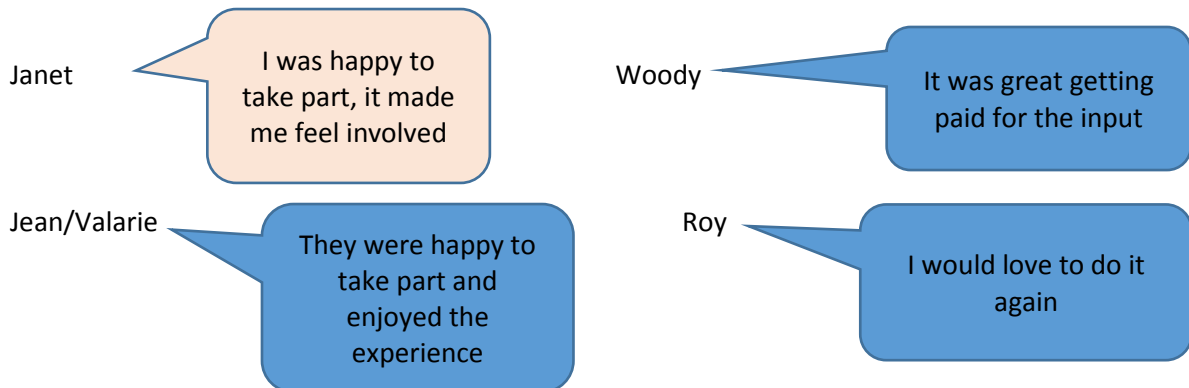 Janet
I was happy to
take part, it made
me feel involved
Woody
It was great getting
paid for the input
Jean/Valarie
They were happy to
take part and
enjoyed the
experience
Roy
I would love to do it
again